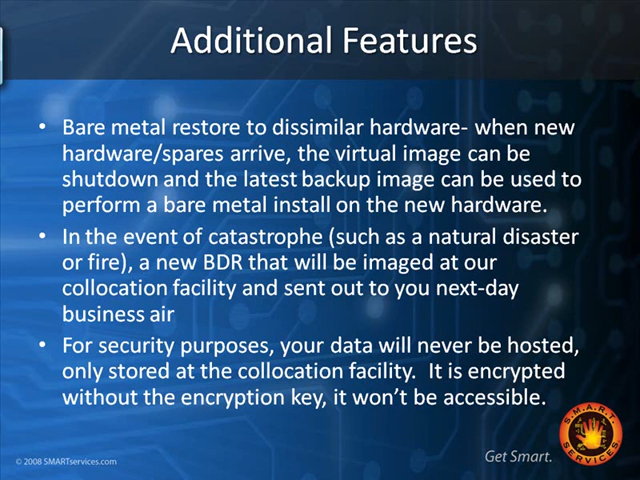 Additional Features
• Bare metal restore to dissimilar hardware- when new
hardware/spares arrive, the virtual image can be
shutdown and the latest backup image can be used to
perform a bare metal install on the new hardware.
• In the event of catastrophe (such as a natural disaster
or fire), a new BDR that will be imaged at our
collocation facility and sent out to you next-day
business air
• For security purposes, your data will never be hosted,
only stored at the collocation facility.  It is encrypted
without the encryption key, it won’t be accessible.
S.M.A.R.T.
SERVICES
Get Smart.
© 2008 SMARTservices.com